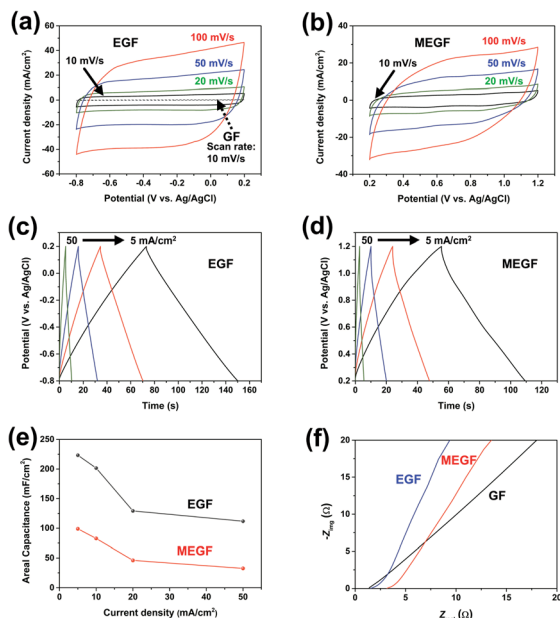 (a)
EGF
100 mV/s
10 mV/s
50 mV/s
20 mV/s
GF
Scan rate:
10 mV/s
Current density (mA/cm²)
60
40
20
0
-20
-40
-60
-0.8 -0.6 -0.4 -0.2 0.0 0.2
Potential (V vs. Ag/AgCl)
(b)
MEGF
100 mV/s
10 mV/s
50 mV/s
20 mV/s
Current density (mA/cm²)
40
20
0
-20
-40
0.2 0.4 0.6 0.8 1.0 1.2
Potential (V vs. Ag/AgCl)
(c)
50 5 mA/cm²
EGF
Potential (V vs. Ag/AgCl)
0.2
0.0
-0.2
-0.4
-0.6
-0.8
0 20 40 60 80 100 120 140 160
Time (s)
(d)
50 5 mA/cm²
MEGF
Potential (V vs. Ag/AgCl)
1.2
1.0
0.8
0.6
0.4
0.2
0 20 40 60 80 100 120
Time (s)
(e)
EGF
MEGF
Areal Capacitance (mF/cm²)
250
200
150
100
50
0
0 10 20 30 40 50
Current density (mA/cm²)
(f)
EGF
MEGF
GF
-Zimg (Ω)
20
15
10
5
0
0 5 10 15 20
(Ω)